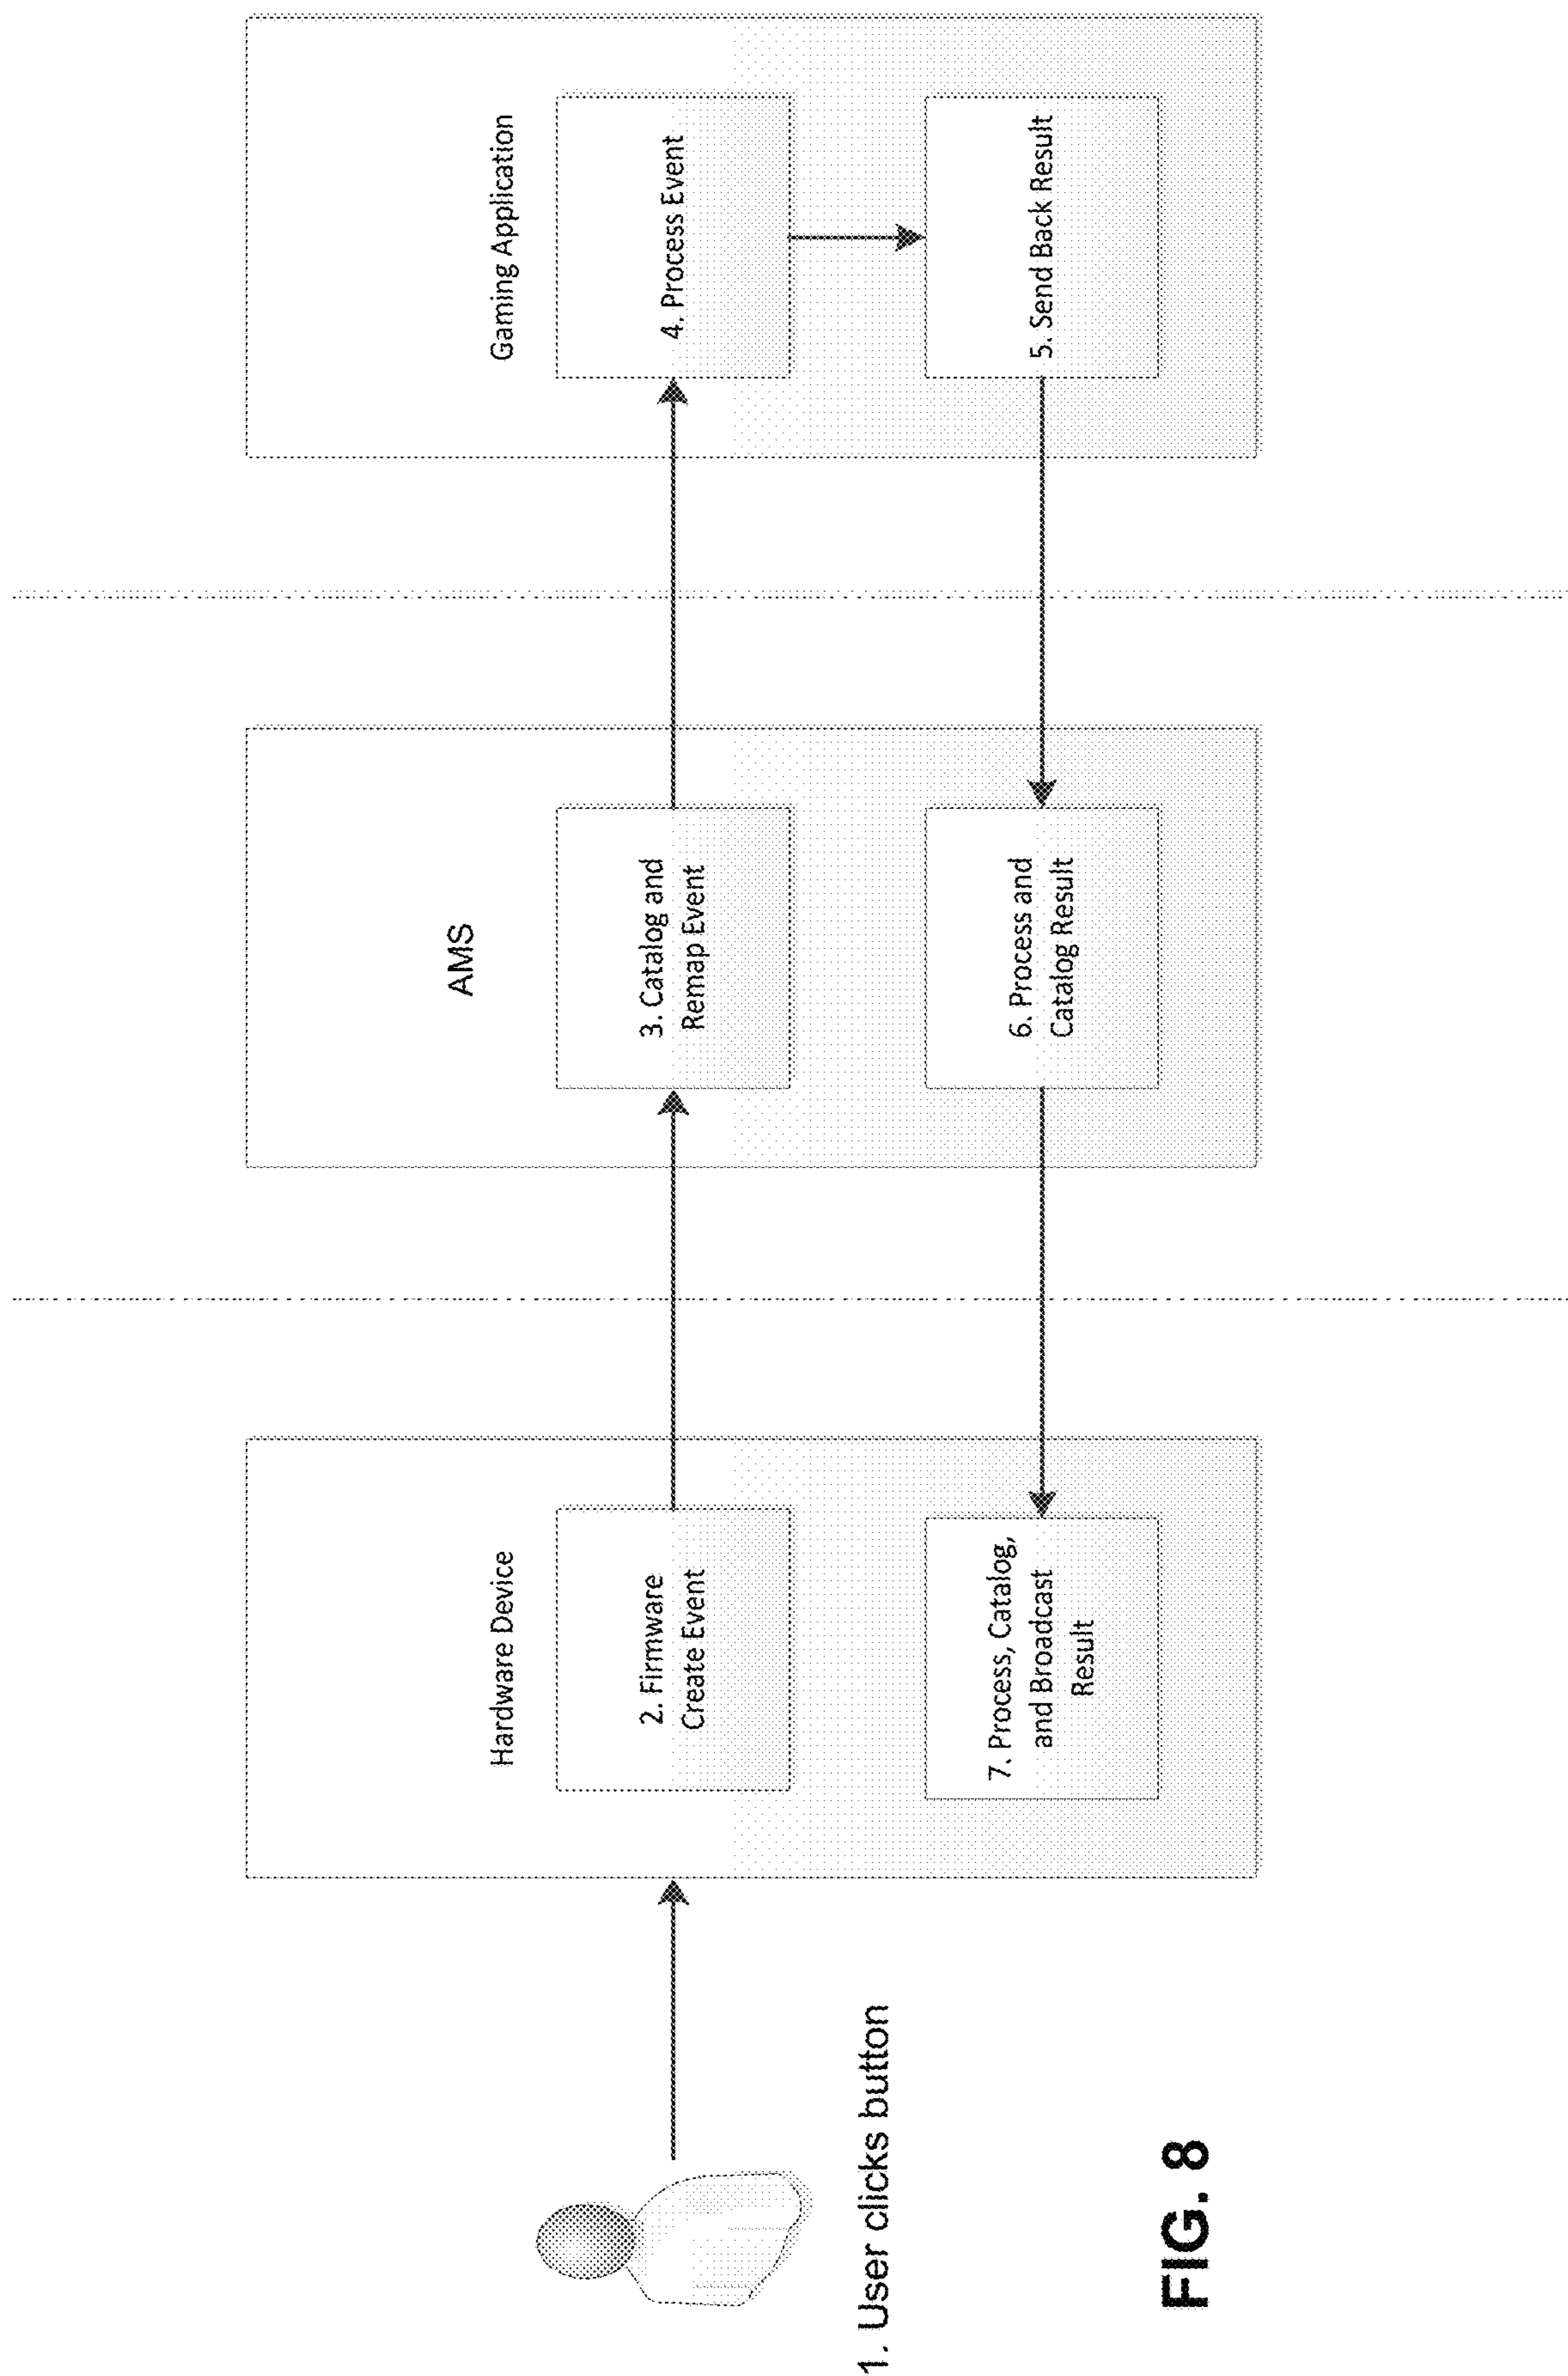 1. User clicks button
Hardware Device
2. Firmware
Create Event
7. Process, Catalog,
and Broadcast
Result
AMS
3. Catalog and
Remap Event
6. Process and
Catalog Result
Gaming Application
4. Process Event
5. Send Back Result
FIG. 8